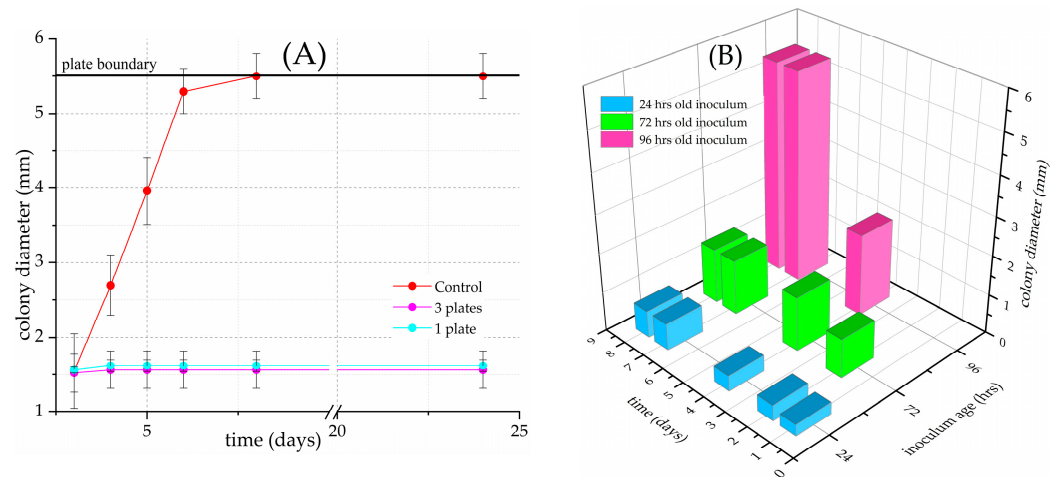 (A)
plate boundary
6
5
4
3
2
1
colony diameter (mm)
Control
3 plates
1 plate
5
20
25
time (days)
(B)
24 hrs old inoculum
72 hrs old inoculum
96 hrs old inoculum
6
5
4
3
2
1
0
colony diameter (mm)
9
8
7
6
5
4
3
2
1
0
time (days)
24
72
96
inoculum age (hrs)